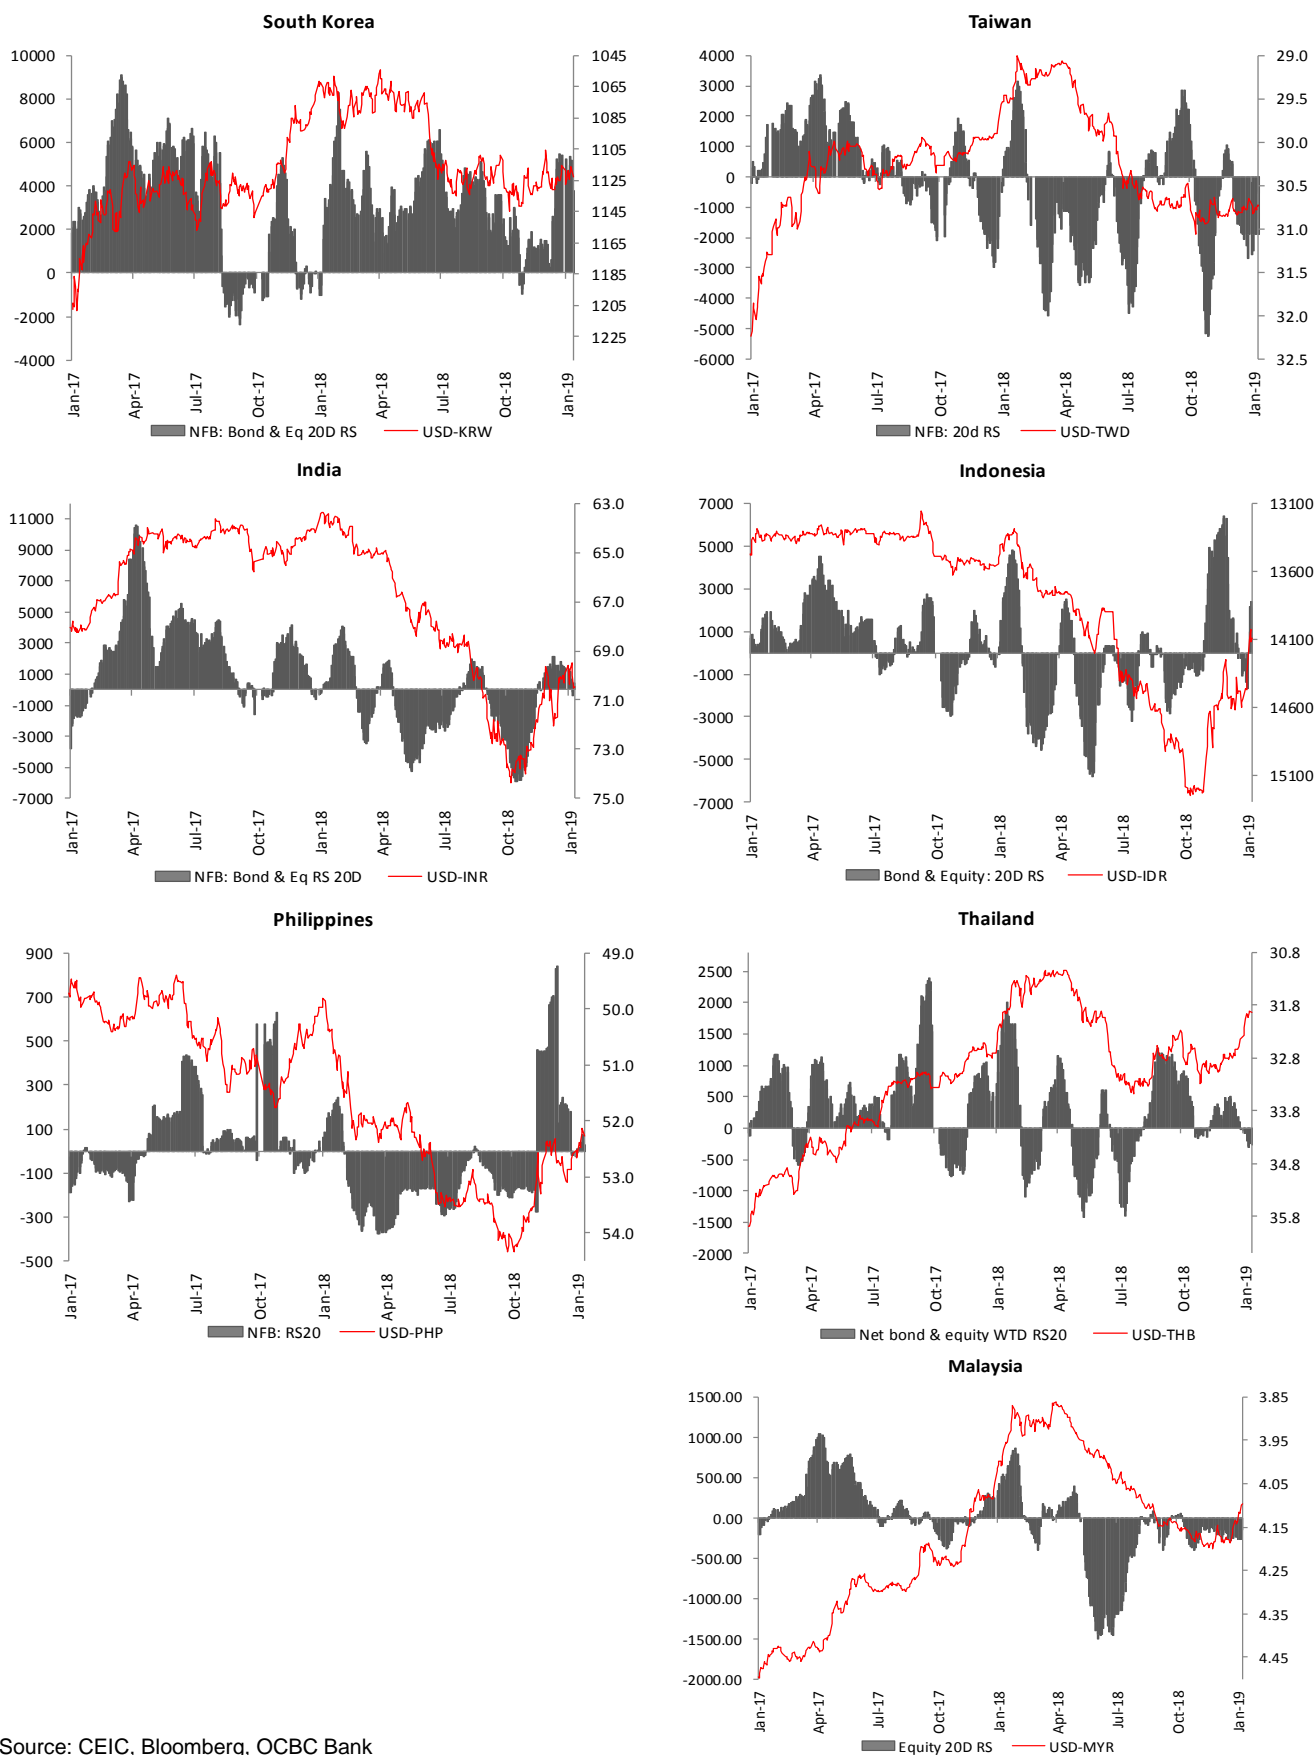 South Korea
10000
8000
6000
4000
2000
0
-2000
-4000
1045
1065
1085
1105
1125
1145
1165
1185
1205
1225
Jan-17
Apr-17
Jul-17
Oct-17
Jan-18
Apr-18
Jul-18
Oct-18
Jan-19
NFB: Bond & Eq 20D RS USD-KRW
Taiwan
4000
3000
2000
1000
0
-1000
-2000
-3000
-4000
-5000
-6000
29.0
29.5
30.0
30.5
31.0
31.5
32.0
32.5
Jan-17
Apr-17
Jul-17
Oct-17
Jan-18
Apr-18
Jul-18
Oct-18
Jan-19
NFB: 20d RS USD-TWD
India
11000
9000
7000
5000
3000
1000
-1000
-3000
-5000
-7000
63.0
65.0
67.0
69.0
71.0
73.0
75.0
Jan-17
Apr-17
Jul-17
Oct-17
Jan-18
Apr-18
Jul-18
Oct-18
Jan-19
NFB: Bond & Eq RS 20D USD-INR
Indonesia
7000
5000
3000
1000
-1000
-3000
-5000
-7000
13100
13600
14100
14600
15100
Jan-17
Apr-17
Jul-17
Oct-17
Jan-18
Apr-18
Jul-18
Oct-18
Jan-19
Bond & Equity: 20D RS USD-IDR
Philippines
900
700
500
300
100
-100
-300
-500
49.0
50.0
51.0
52.0
53.0
54.0
Jan-17
Apr-17
Jul-17
Oct-17
Jan-18
Apr-18
Jul-18
Oct-18
Jan-19
NFB: RS20 USD-PHP
Thailand
2500
2000
1500
1000
500
0
-500
-1000
-1500
-2000
30.8
31.8
32.8
33.8
34.8
35.8
Jan-17
Apr-17
Jul-17
Oct-17
Jan-18
Apr-18
Jul-18
Oct-18
Jan-19
Net bond & equity WTD RS20 USD-THB
Malaysia
1500.00
1000.00
500.00
0.00
-500.00
-1000.00
-1500.00
-2000.00
3.85
3.95
4.05
4.15
4.25
4.35
4.45
Jan-17
Apr-17
Jul-17
Oct-17
Jan-18
Apr-18
Jul-18
Oct-18
Jan-19
Equity 20D RS USD-MYR
Source: CEIC, Bloomberg, OCBC Bank